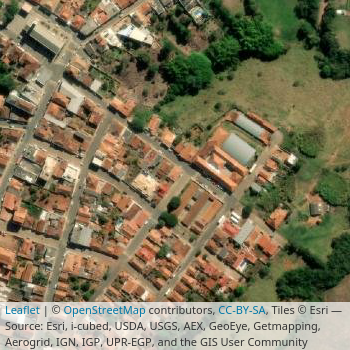 Leaflet | © OpenStreetMap contributors, CC-BY-SA, Tiles © Esri —
Source: Esri, i-cubed, USDA, USGS, AEX, GeoEye, Getmapping,
Aerogrid, IGN, IGP, UPR-EGP, and the GIS User Community